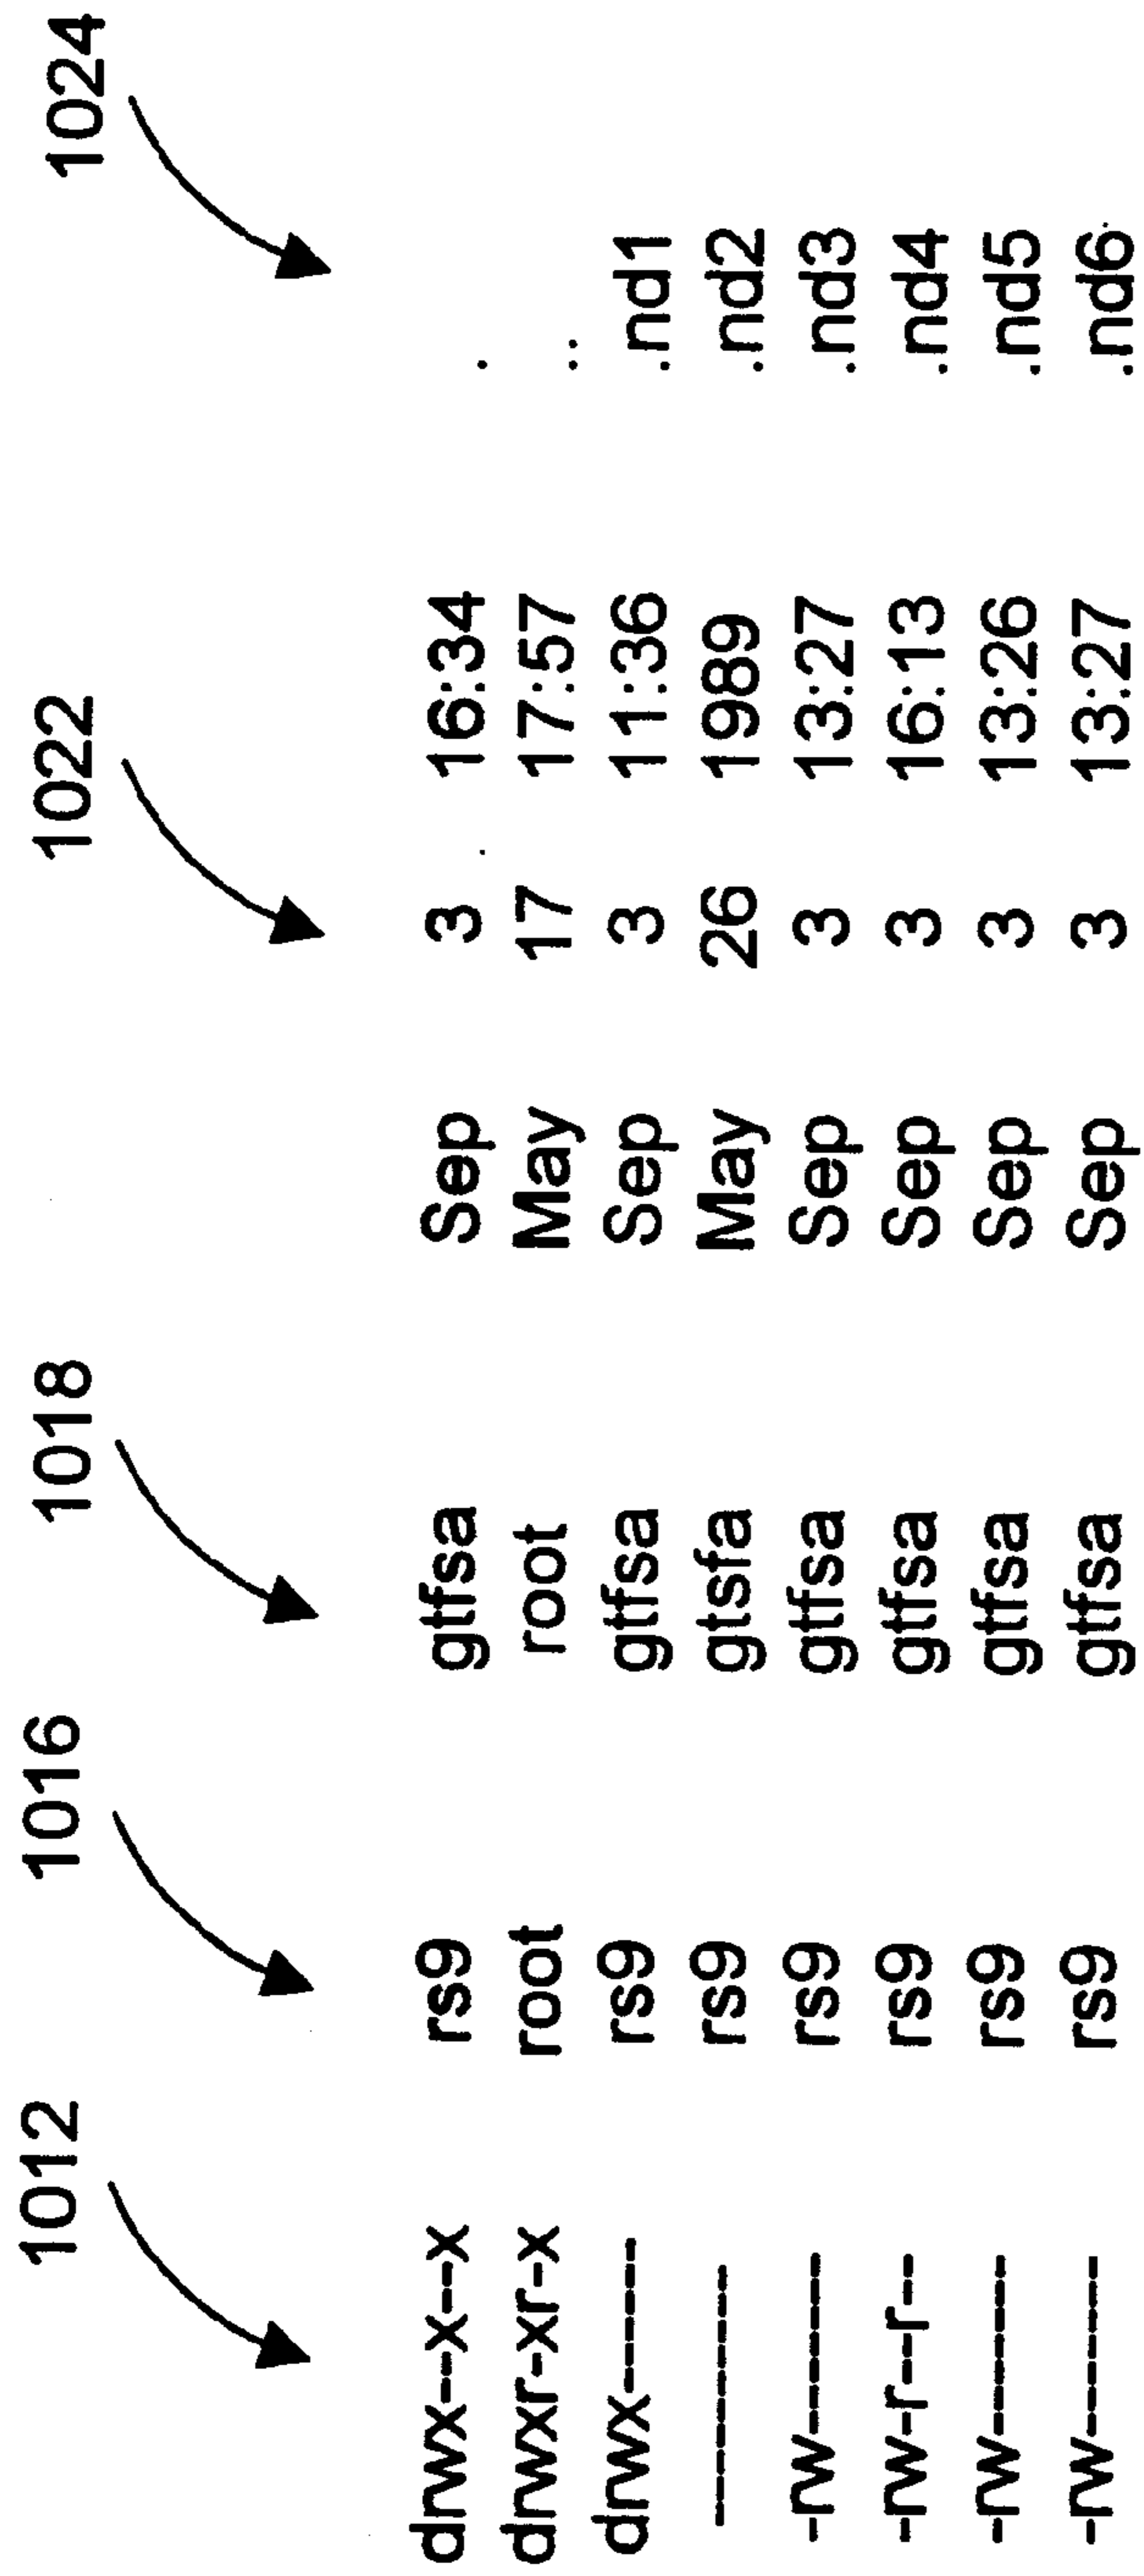 1012 1016 1018 1022 1024
drwx--x--x rs9 gtfsa Sep 3 16:34 .
drwxr-xr-x root root May 17 17:57 ..
drwx------ rs9 gtfsa Sep 3 11:36 .nd1
---------- rs9 gtsfa May 26 1989 .nd2
-rw------- rs9 gtfsa Sep 3 13:27 .nd3
-rw-r--r-- rs9 gtfsa Sep 3 16:13 .nd4
-rw------- rs9 gtfsa Sep 3 13:26 .nd5
-rw------- rs9 gtfsa Sep 3 13:27 .nd6